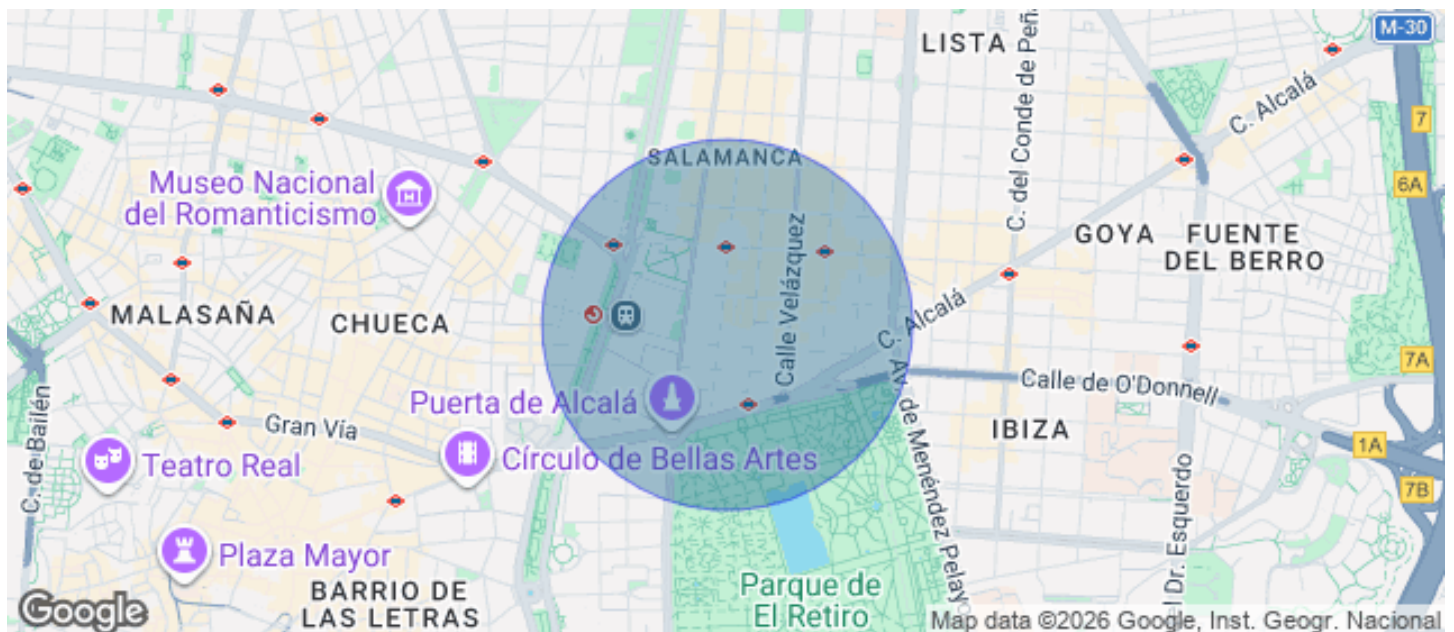 LISTA
C. del Conde de Peña
M-30
C. Alcalá
7
6A
SALAMANCA
Museo Nacional
del Romanticismo
Calle Velázquez
GOYA
FUENTE
DEL BERRO
MALASAÑA
CHUECA
C. Alcalá
7A
Puerta de Alcalá
Calle de O'Donnell
Av. de Menéndez Pelayo
C. de Bailén
Gran Vía
IBIZA
1A
Teatro Real
Círculo de Bellas Artes
7B
Dr. Esquerdo
Plaza Mayor
BARRIO DE
LAS LETRAS
Parque de
El Retiro
Google
Map data ©2026 Google, Inst. Geogr. Nacional